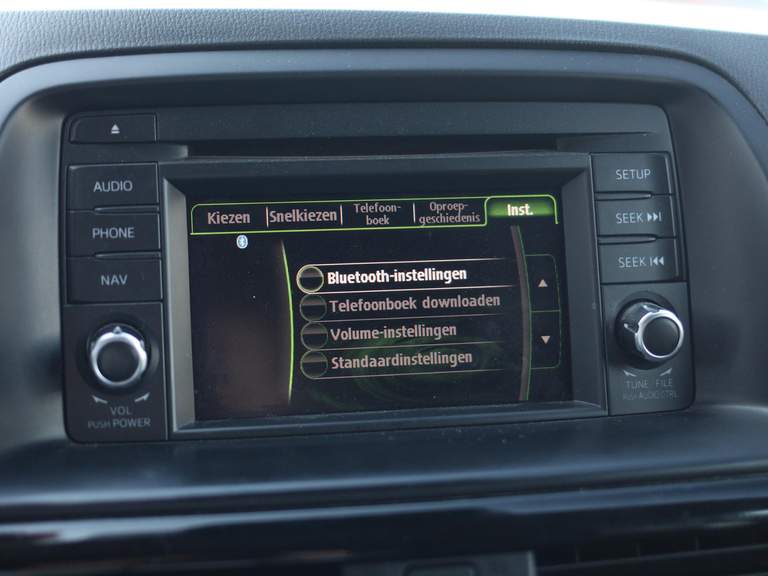 AUDIO
PHONE
NAV
VOL
PUSH POWER
Kiezen
Snelkiezen
Telefoon-
boek
Oproep-
geschiedenis
Inst.
Bluetooth-instellingen
Telefoonboek downloaden
Volume-instellingen
Standaardinstellingen
SETUP
SEEK
SEEK
TUNE / FILE
PUSH AUDIO CTRL